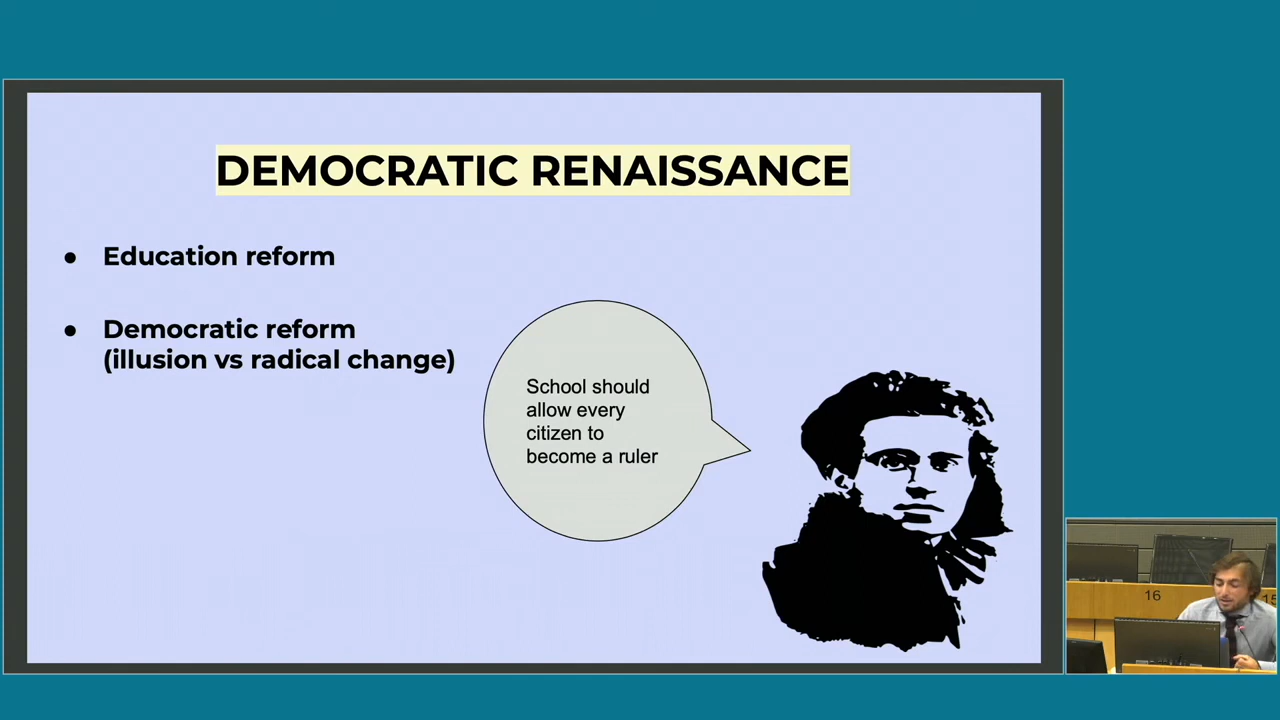 DEMOCRATIC RENAISSANCE
● Education reform
● Democratic reform
(illusion vs radical change)
School should
allow every
citizen to
become a ruler
16
15